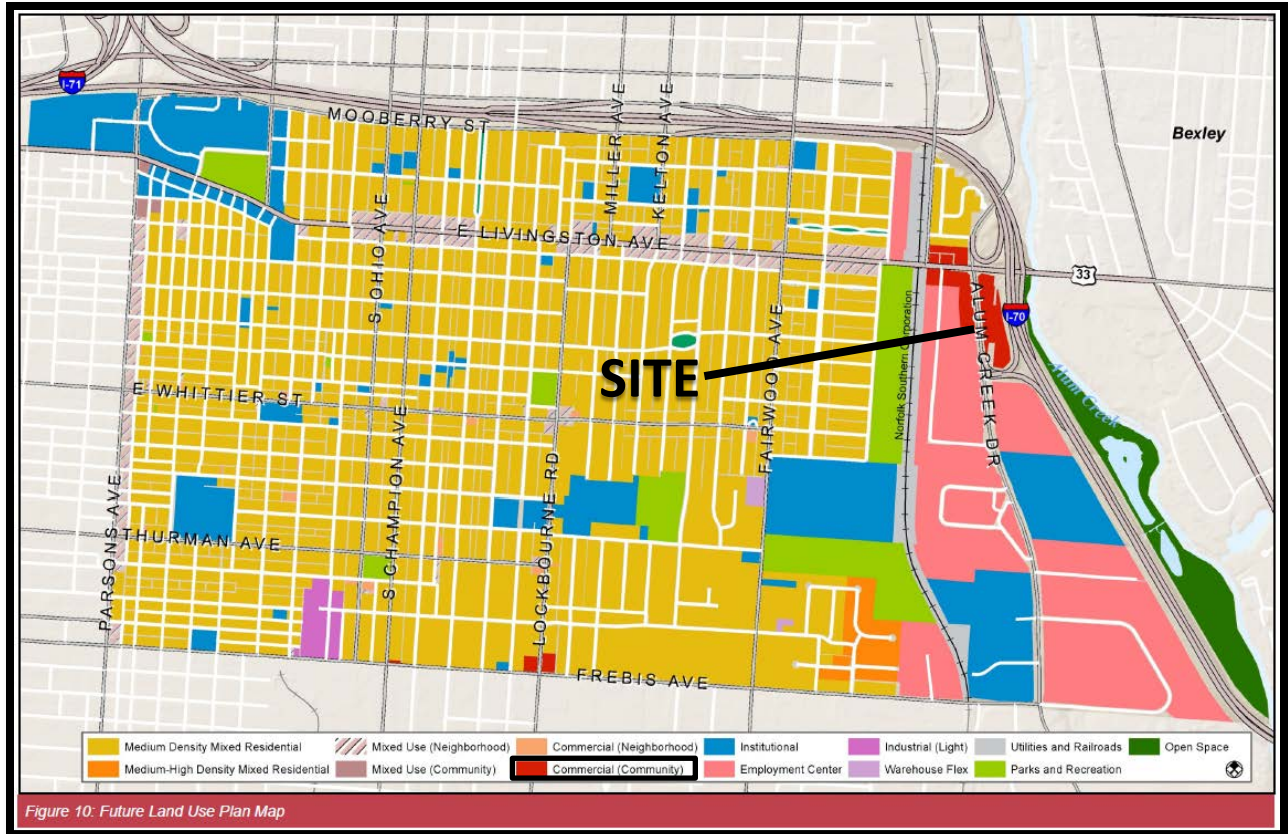 I-71
MOOBERRY ST
MILLER AVE
KELTON AVE
Bexley
S OHIO AVE
E LIVINGSTON AVE
33
ALUM CREEK DR
I-70
Norfolk Southern Corporation
FAIRWOOD AVE
SITE
Alum Creek
E WHITTIER ST
S CHAMPION AVE
LOCKBOURNE RD
PARSONS AVE
THURMAN AVE
FREBIS AVE
Medium Density Mixed Residential
Mixed Use (Neighborhood)
Commercial (Neighborhood)
Institutional
Industrial (Light)
Utilities and Railroads
Open Space
Medium-High Density Mixed Residential
Mixed Use (Community)
Commercial (Community)
Employment Center
Warehouse Flex
Parks and Recreation
Figure 10: Future Land Use Plan Map